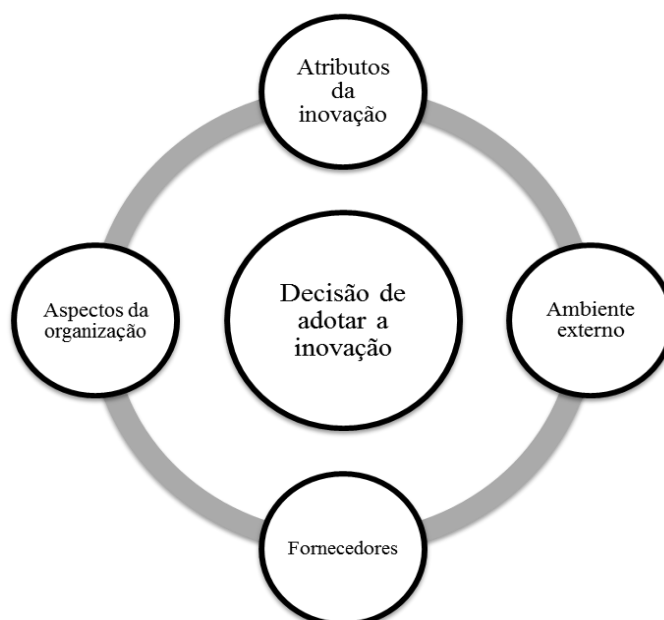 Atributos
da
inovação
Aspectos da
organização
Decisão de
adotar a
inovação
Ambiente
externo
Fornecedores